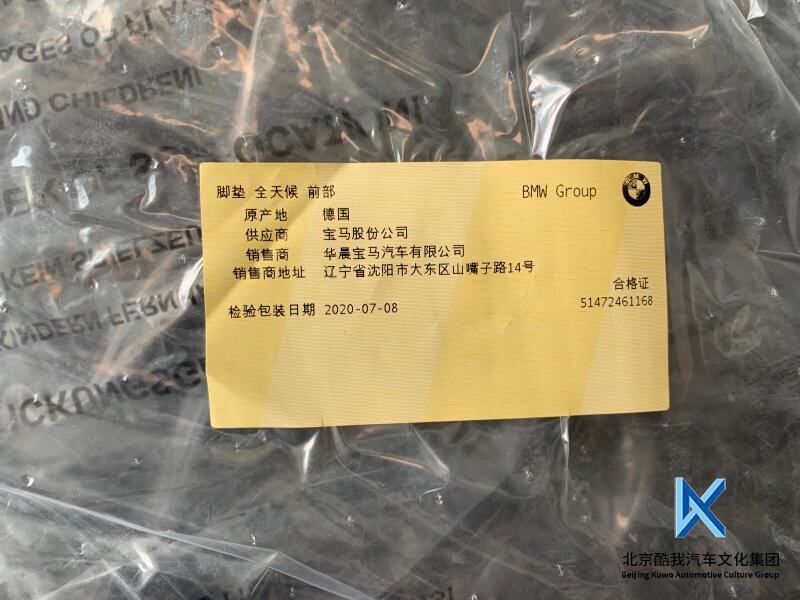 脚垫 全天候 前部
BMW Group
原产地 德国
供应商 宝马股份公司
销售商 华晨宝马汽车有限公司
销售商地址 辽宁省沈阳市大东区山嘴子路14号
合格证
检验包装日期 2020-07-08
51472461168
北京酷我汽车文化集团
Beijing Kuwo Automotive Culture Group